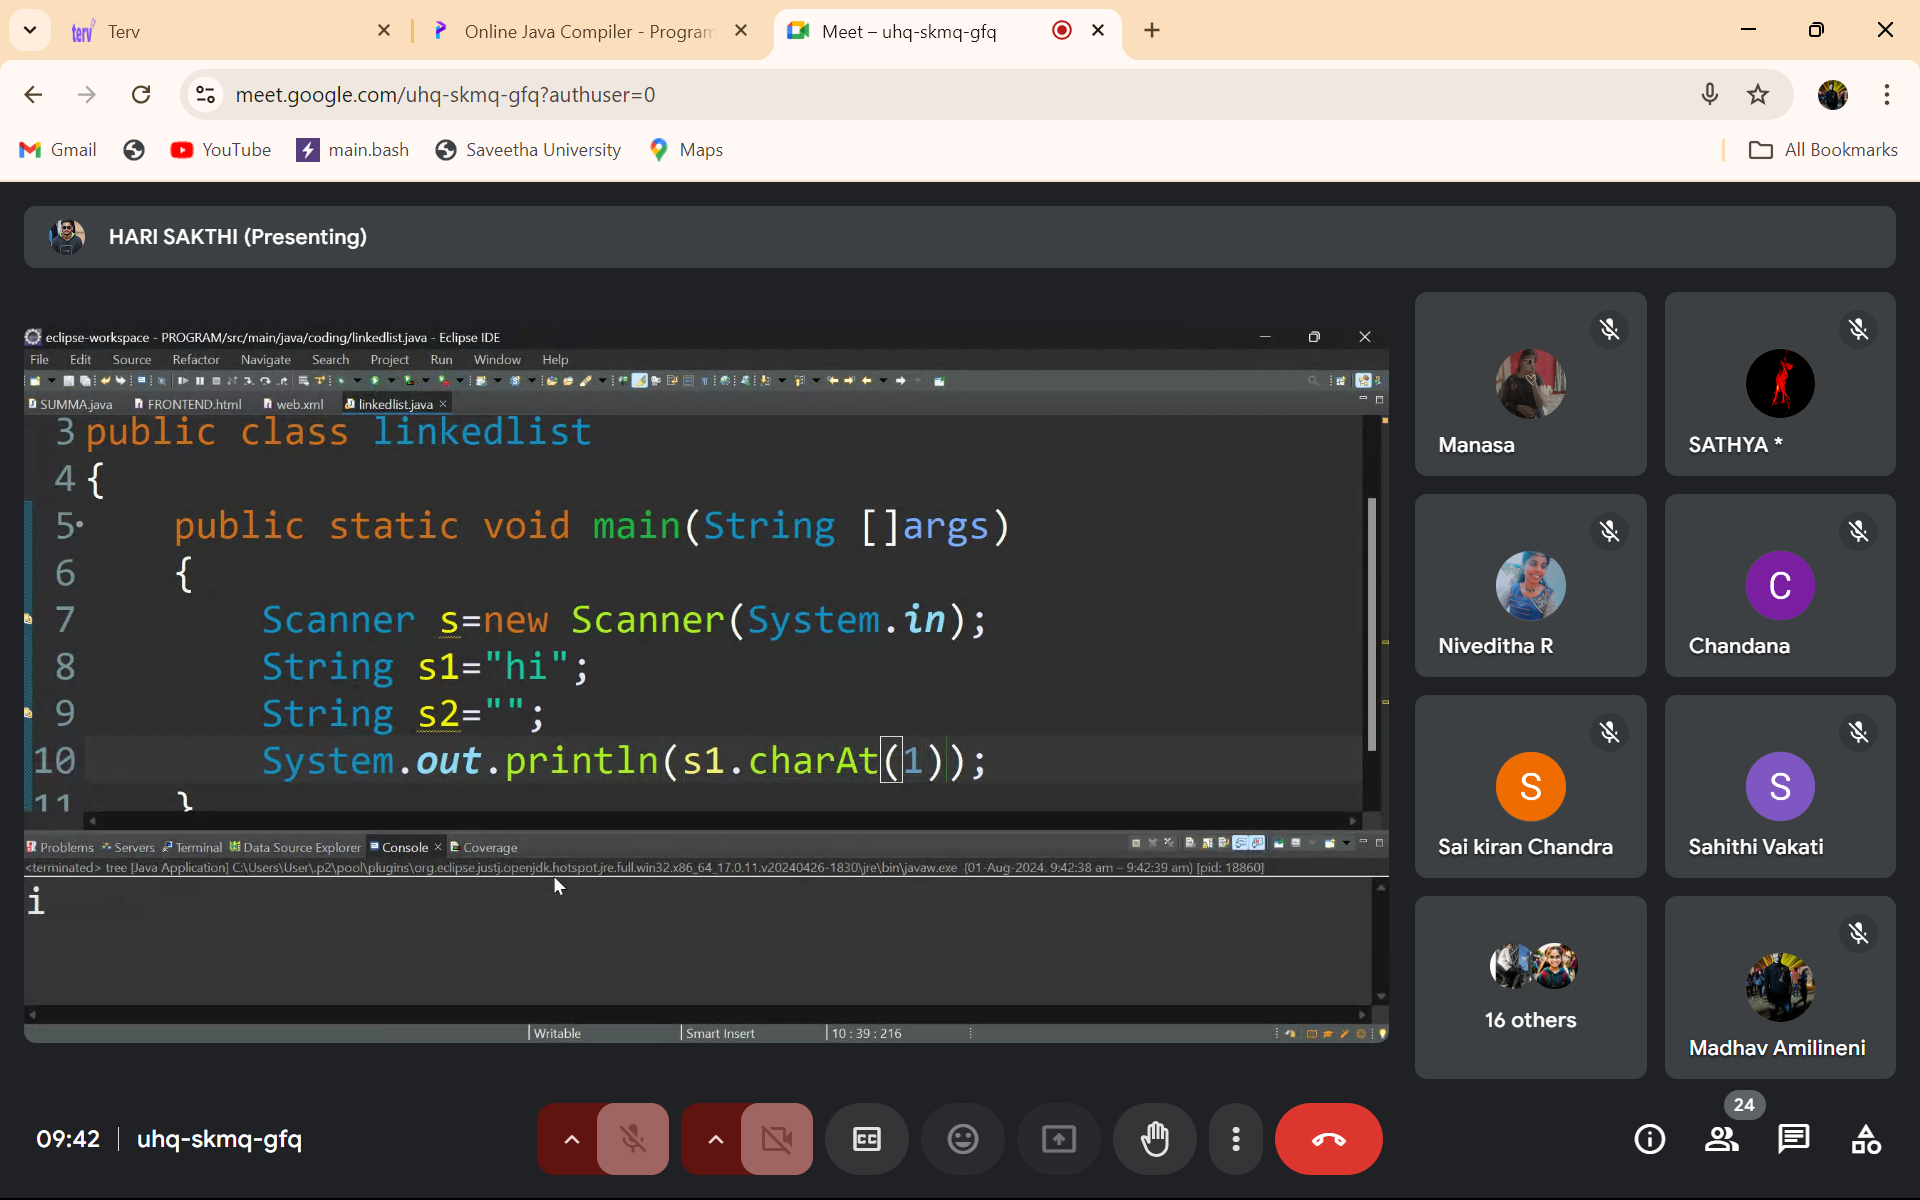 Terv
Online Java Compiler - Program
Meet – uhq-skmq-gfq
meet.google.com/uhq-skmq-gfq?authuser=0
Gmail
YouTube
main.bash
Saveetha University
Maps
All Bookmarks
HARI SAKTHI (Presenting)
eclipse-workspace - PROGRAM/src/main/java/coding/linkedlist.java - Eclipse IDE
File Edit Source Refactor Navigate Search Project Run Window Help
SUMMA.java FRONTEND.html web.xml linkedlist.java
3 public class linkedlist
4 {
5 public static void main(String []args)
6 {
7 Scanner s=new Scanner(System.in);
8 String s1="hi";
9 String s2="";
10 System.out.println(s1.charAt(1));
11 }
Problems Servers Terminal Data Source Explorer Console Coverage
<terminated> tree [Java Application] C:\Users\User\.p2\pool\plugins\org.eclipse.justj.openjdk.hotspot.jre.full.win32.x86_64_17.0.11.v20240426-1830\jre\bin\javaw.exe (01-Aug-2024, 9:42:38 am – 9:42:39 am) [pid: 18860]
i
Writable Smart Insert 10 : 39 : 216
Manasa
SATHYA *
Niveditha R
C
Chandana
S
Sai kiran Chandra
S
Sahithi Vakati
16 others
Madhav Amilineni
09:42 uhq-skmq-gfq
CC
24